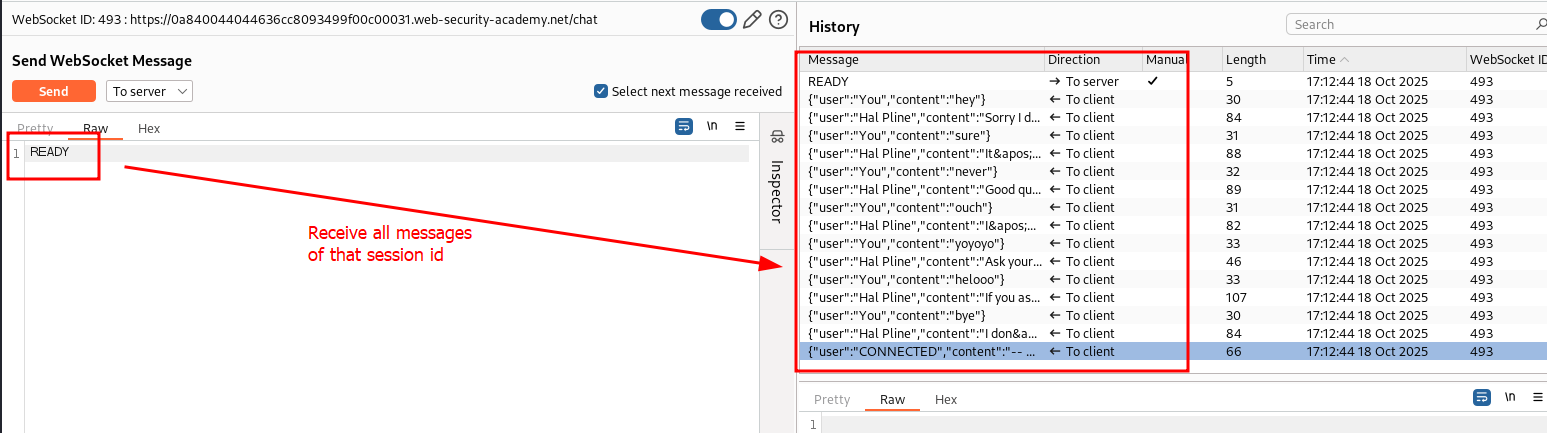 WebSocket ID: 493 : https://0a840044044636cc8093499f00c00031.web-security-academy.net/chat
Send WebSocket Message
Send To server Select next message received
Pretty Raw Hex \n
1 READY
Inspector
Receive all messages
of that session id
History
Search
Message Direction Manual Length Time WebSocket ID
READY → To server ✓ 5 17:12:44 18 Oct 2025 493
{"user":"You","content":"hey"} ← To client 30 17:12:44 18 Oct 2025 493
{"user":"Hal Pline","content":"Sorry I d... ← To client 84 17:12:44 18 Oct 2025 493
{"user":"You","content":"sure"} ← To client 31 17:12:44 18 Oct 2025 493
{"user":"Hal Pline","content":"It&apos;... ← To client 88 17:12:44 18 Oct 2025 493
{"user":"You","content":"never"} ← To client 32 17:12:44 18 Oct 2025 493
{"user":"Hal Pline","content":"Good qu... ← To client 89 17:12:44 18 Oct 2025 493
{"user":"You","content":"ouch"} ← To client 31 17:12:44 18 Oct 2025 493
{"user":"Hal Pline","content":"I&apos;... ← To client 82 17:12:44 18 Oct 2025 493
{"user":"You","content":"yoyoyo"} ← To client 33 17:12:44 18 Oct 2025 493
{"user":"Hal Pline","content":"Ask your... ← To client 46 17:12:44 18 Oct 2025 493
{"user":"You","content":"helooo"} ← To client 33 17:12:44 18 Oct 2025 493
{"user":"Hal Pline","content":"If you as... ← To client 107 17:12:44 18 Oct 2025 493
{"user":"You","content":"bye"} ← To client 30 17:12:44 18 Oct 2025 493
{"user":"Hal Pline","content":"I don&a... ← To client 84 17:12:44 18 Oct 2025 493
{"user":"CONNECTED","content":"-- ... ← To client 66 17:12:44 18 Oct 2025 493
Pretty Raw Hex \n
1